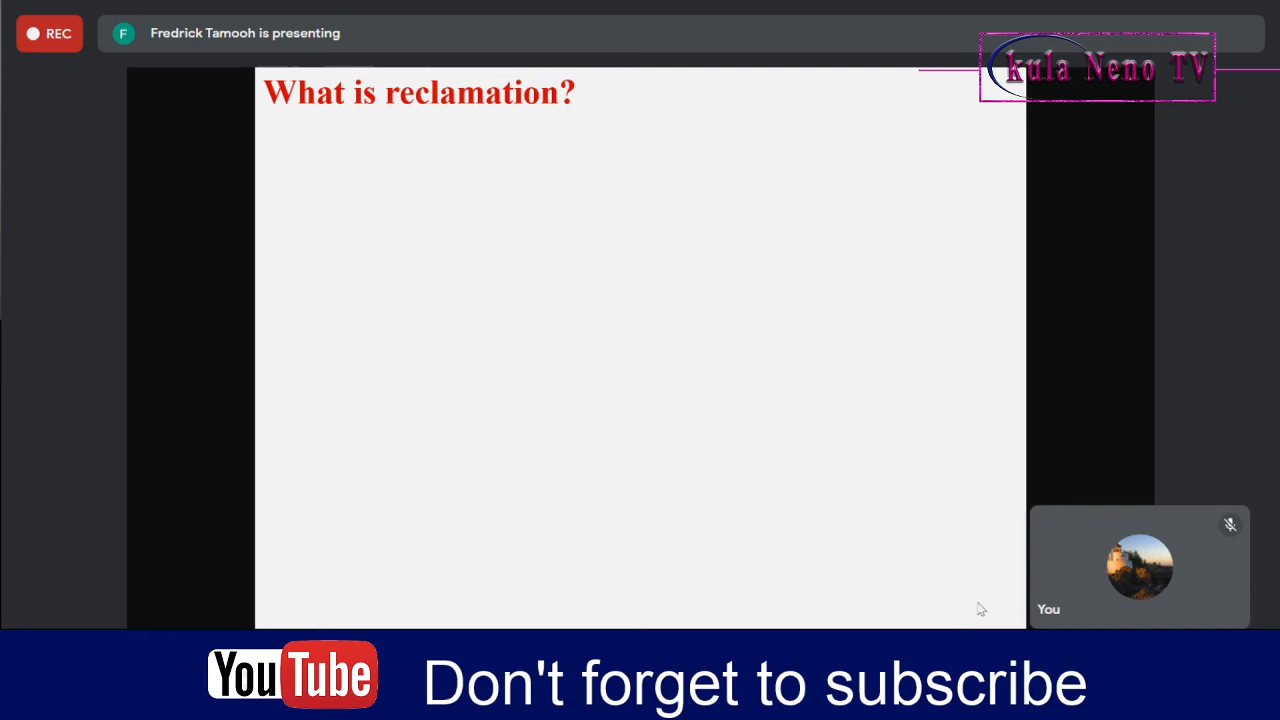 REC
F
Fredrick Tamooh is presenting
kula Neno TV
What is reclamation?
You
YouTube
Don't forget to subscribe